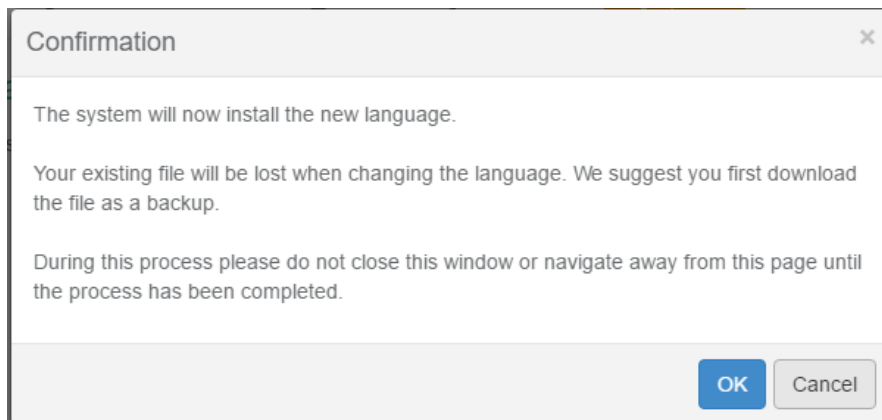 Confirmation
×
The system will now install the new language.
Your existing file will be lost when changing the language. We suggest you first download
the file as a backup.
During this process please do not close this window or navigate away from this page until
the process has been completed.
OK
Cancel